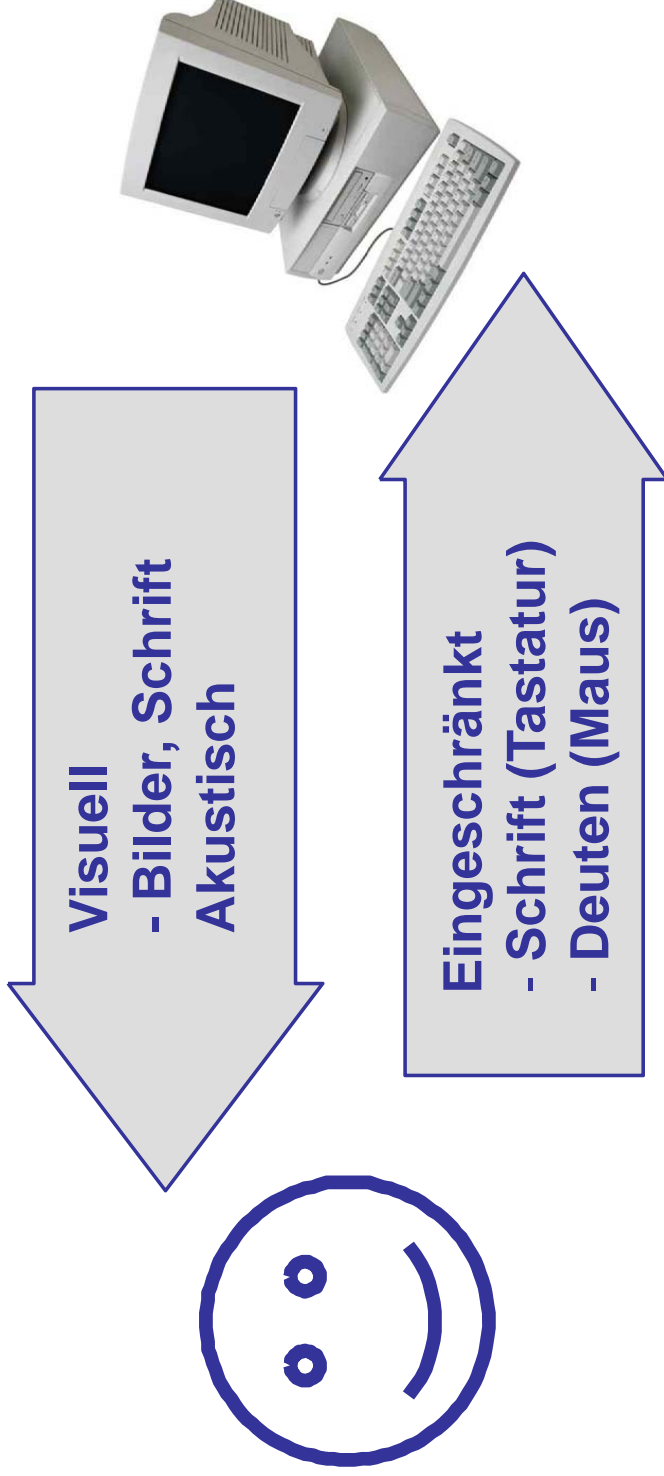 Visuell
- Bilder, Schrift
Akustisch
Eingeschränkt
- Schrift (Tastatur)
- Deuten (Maus)